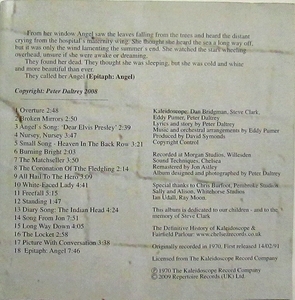 From her window Angel saw the leaves falling from the trees and heard the distant
crying from the hospital's maternity wing. She thought she heard the sea a long way off,
but it was only the wind lamenting the summer's end. She watched the starr wheeling
overhead, unsure if she were awake or dreaming.
They found her dead. They thought she was sleeping, but she was cold and white
and more beautiful than ever.
They called her Angel (Epitaph: Angel)
Copyright: Peter Daltrey 2008
1 Overture 2:48
2 Broken Mirrors 2:50
3 Angel's Song: 'Dear Elvis Presley' 2:39
4 Nursey, Nursey 3:47
5 Small Song - Heaven In The Back Row 3:21
6 Burning Bright 2:03
7 The Matchseller 3:50
8 The Coronation Of The Fledgling 2:14
9 All Hail To The Hero 3:09
10 White-Faced Lady 4:41
11 Freefall 5:15
12 Standing 5:00
13 Diary Song: The Indian Head 4:24
14 Song From Jon 7:51
15 Long Way Down 4:05
16 The Locker 2:58
17 Picture With Conversation 3:21
18 Epitaph: Angel 7:46
Kaleidoscope: Dan Bridgman, Steve Clark,
Eddy Pumer, Peter Daltrey
Lyrics and story by Peter Daltrey
Music and orchestral arrangements by Eddy Pumer
Produced by David Symonds
Copyright Control
Recorded at Morgan Studios, Willesden
Sound Techniques, Chelsea
Remastered by Jon Astley
Album designed and photographed by Peter Daltrey
Special thanks to Chris Barfoot, Pembroke Studios
Sally and Alison, Whitehorse Studios
Ian Udall, Ray Moon.
This album is dedicated to our children - and to the
memory of Steve Clark
The Definitive History of Kaleidoscope &
Fairfield Parlour: www.chelsearecords.co.uk
Originally recorded in 1970, First released 14/02/91
Licensed from The Kaleidoscope Record Company
Ⓟ 1970 The Kaleidoscope Record Company
© 2009 Repertoire Records (UK) Ltd.